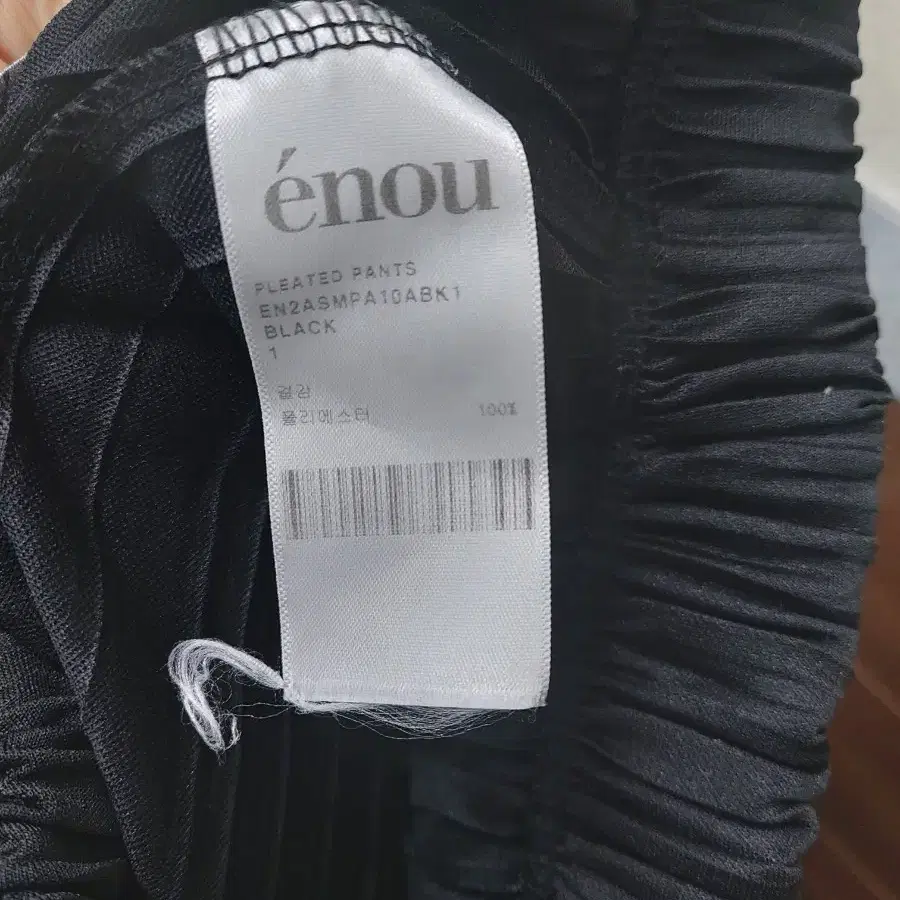 énou
PLEATED PANTS
EN2ASMPA10ABK1
BLACK
1
겉감
폴리에스터 100%